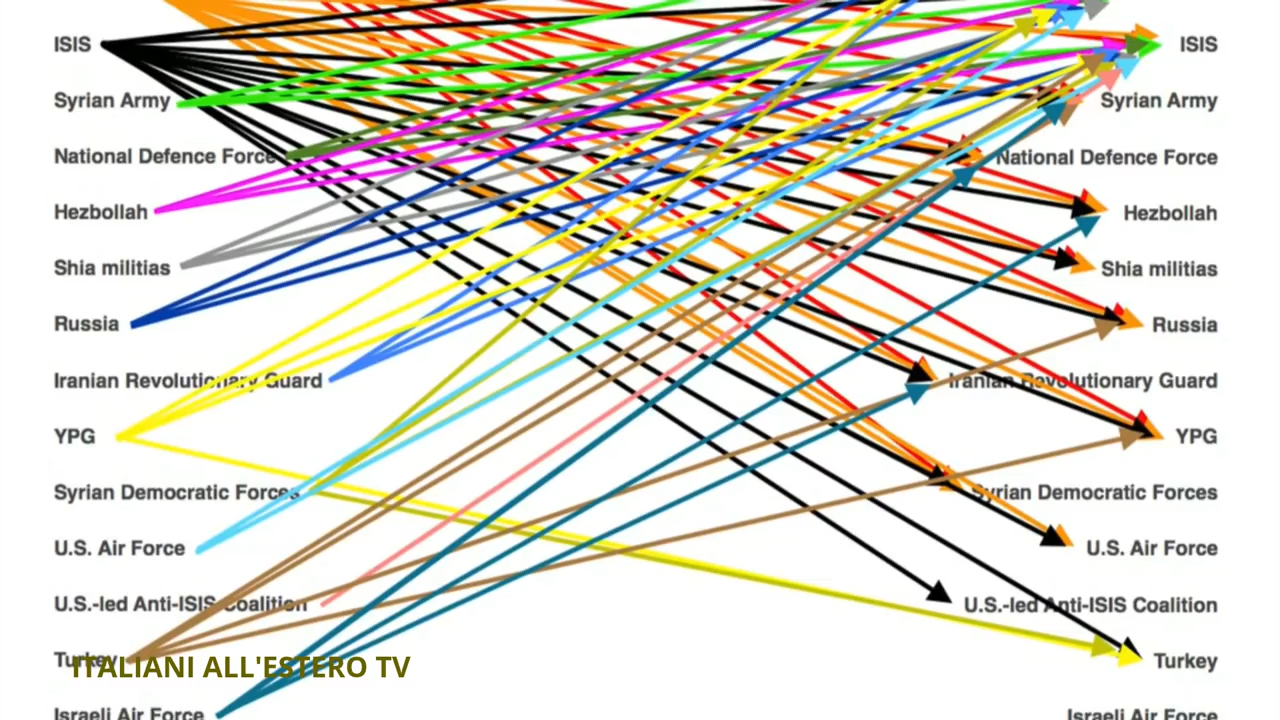 ISIS
ISIS
Syrian Army
Syrian Army
National Defence Force
National Defence Force
Hezbollah
Hezbollah
Shia militias
Shia militias
Russia
Russia
Iranian Revolutionary Guard
Iranian Revolutionary Guard
YPG
YPG
Syrian Democratic Forces
Syrian Democratic Forces
U.S. Air Force
U.S. Air Force
U.S.-led Anti-ISIS Coalition
U.S.-led Anti-ISIS Coalition
Turkey
Turkey
ITALIANI ALL'ESTERO TV
Israeli Air Force
Israeli Air Force